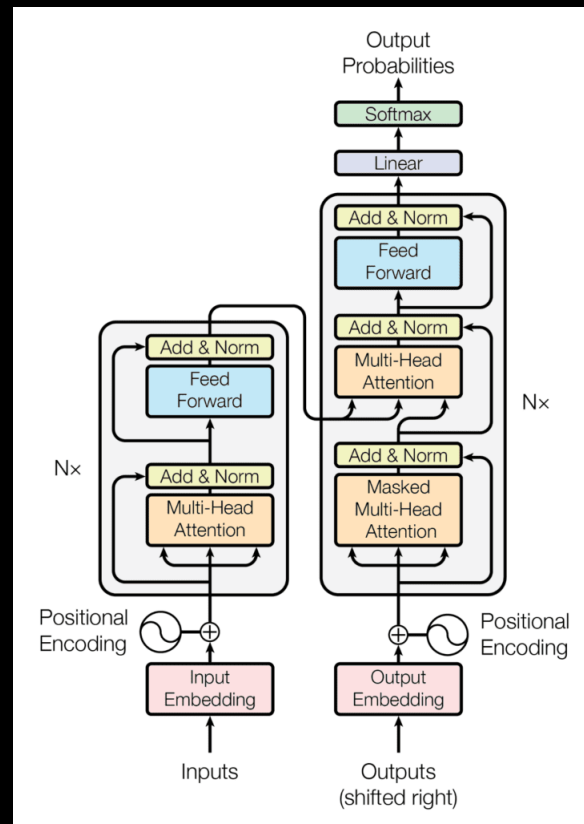 Output
Probabilities
Softmax
Linear
Add & Norm
Feed
Forward
Add & Norm
Multi-Head
Attention
Nx
Add & Norm
Masked
Multi-Head
Attention
Positional
Encoding
Output
Embedding
Outputs
(shifted right)
Add & Norm
Feed
Forward
Nx
Add & Norm
Multi-Head
Attention
Positional
Encoding
Input
Embedding
Inputs